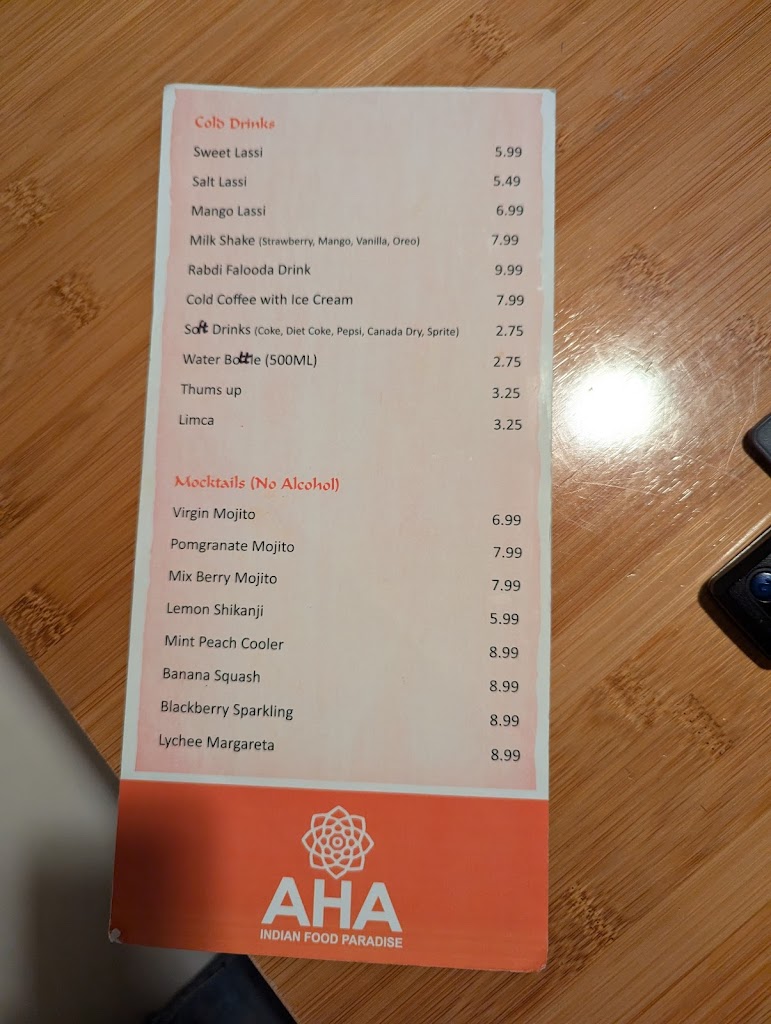 Cold Drinks
Sweet Lassi 5.99
Salt Lassi 5.49
Mango Lassi 6.99
Milk Shake (Strawberry, Mango, Vanilla, Oreo) 7.99
Rabdi Falooda Drink 9.99
Cold Coffee with Ice Cream 7.99
Soft Drinks (Coke, Diet Coke, Pepsi, Canada Dry, Sprite) 2.75
Water Bottle (500ML) 2.75
Thums up 3.25
Limca 3.25
Mocktails (No Alcohol)
Virgin Mojito 6.99
Pomgranate Mojito 7.99
Mix Berry Mojito 7.99
Lemon Shikanji 5.99
Mint Peach Cooler 8.99
Banana Squash 8.99
Blackberry Sparkling 8.99
Lychee Margareta 8.99
AHA
INDIAN FOOD PARADISE